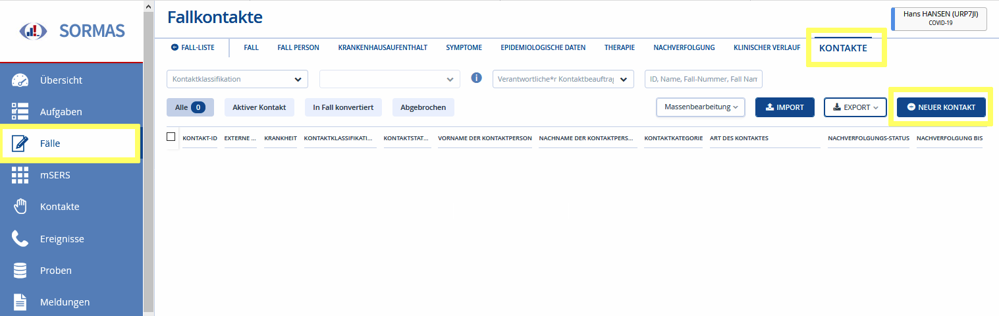 SORMAS
Übersicht
Aufgaben
Fälle
mSERS
Kontakte
Ereignisse
Proben
Meldungen
Fallkontakte
Hans HANSEN (URP7JI)
COVID-19
FALL-LISTE FALL FALL PERSON KRANKENHAUSAUFENTHALT SYMPTOME EPIDEMIOLOGISCHE DATEN THERAPIE NACHVERFOLGUNG KLINISCHER VERLAUF KONTAKTE
Kontaktklassifikation Verantwortliche*r Kontaktbeauftrag ID, Name, Fall-Nummer, Fall Nam
Alle 0 Aktiver Kontakt In Fall konvertiert Abgebrochen Massenbearbeitung IMPORT EXPORT NEUER KONTAKT
KONTAKT-ID EXTERNE ... KRANKHEIT KONTAKTKLASSIFIKATI... KONTAKTSTAT... VORNAME DER KONTAKTPERSON NACHNAME DER KONTAKTPERS... KONTAKTKATEGORIE ART DES KONTAKTES NACHVERFOLGUNGS-STATUS NACHVERFOLGUNG BIS